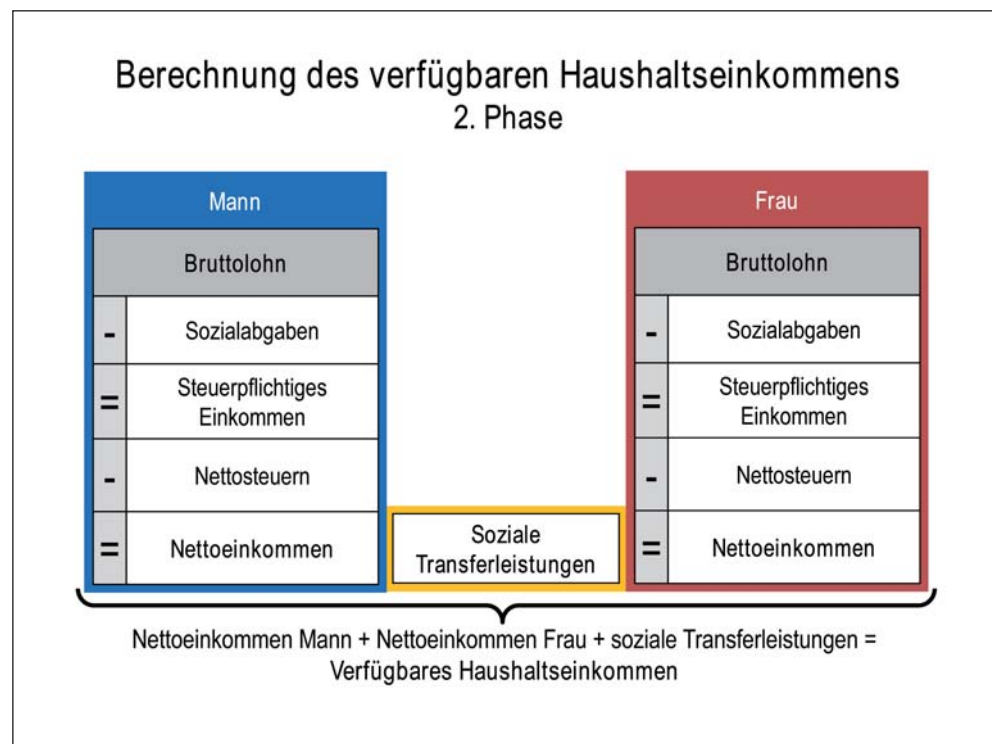 Berechnung des verfügbaren Haushaltseinkommens
2. Phase
Mann
Bruttolohn
- Sozialabgaben
= Steuerpflichtiges
Einkommen
- Nettosteuern
= Nettoeinkommen
Soziale
Transferleistungen
Frau
Bruttolohn
- Sozialabgaben
= Steuerpflichtiges
Einkommen
- Nettosteuern
= Nettoeinkommen
Nettoeinkommen Mann + Nettoeinkommen Frau + soziale Transferleistungen =
Verfügbares Haushaltseinkommen